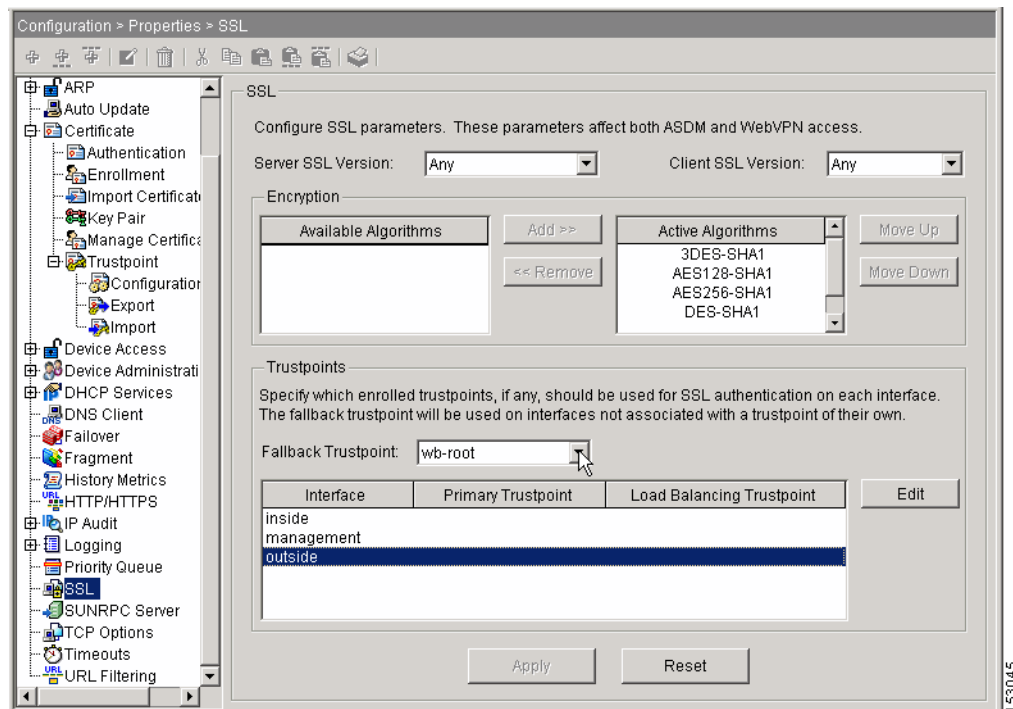 Configuration > Properties > SSL
ARP
Auto Update
Certificate
Authentication
Enrollment
Import Certificat
Key Pair
Manage Certifica
Trustpoint
Configuration
Export
Import
Device Access
Device Administrati
DHCP Services
DNS Client
Failover
Fragment
History Metrics
HTTP/HTTPS
IP Audit
Logging
Priority Queue
SSL
SUNRPC Server
TCP Options
Timeouts
URL Filtering
SSL
Configure SSL parameters. These parameters affect both ASDM and WebVPN access.
Server SSL Version: Any Client SSL Version: Any
Encryption
Available Algorithms Add >> Active Algorithms Move Up
<< Remove Move Down
3DES-SHA1
AES128-SHA1
AES256-SHA1
DES-SHA1
Trustpoints
Specify which enrolled trustpoints, if any, should be used for SSL authentication on each interface.
The fallback trustpoint will be used on interfaces not associated with a trustpoint of their own.
Fallback Trustpoint: wb-root
Interface Primary Trustpoint Load Balancing Trustpoint Edit
inside
management
outside
Apply Reset
153045